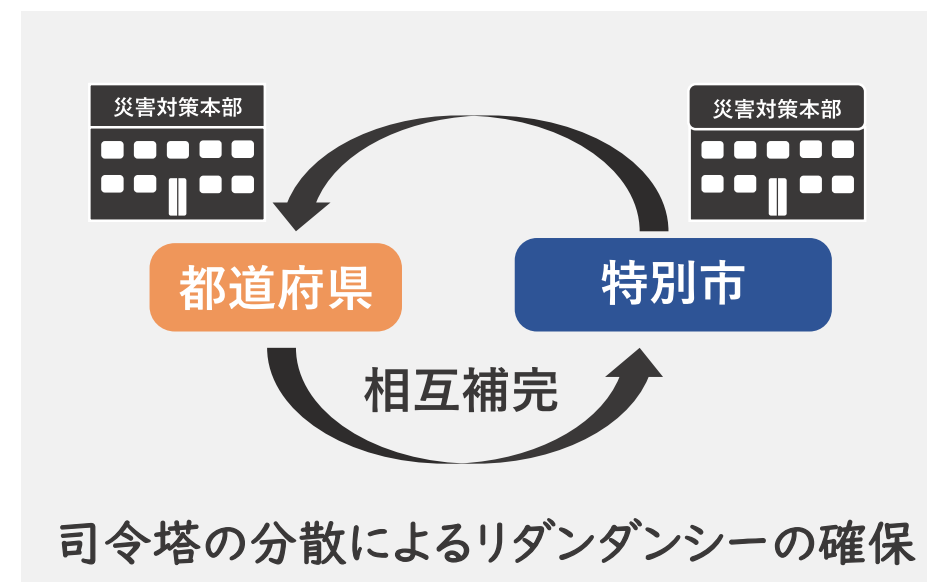 災害対策本部
災害対策本部
都道府県
特別市
相互補完
司令塔の分散によるリダンダンシーの確保